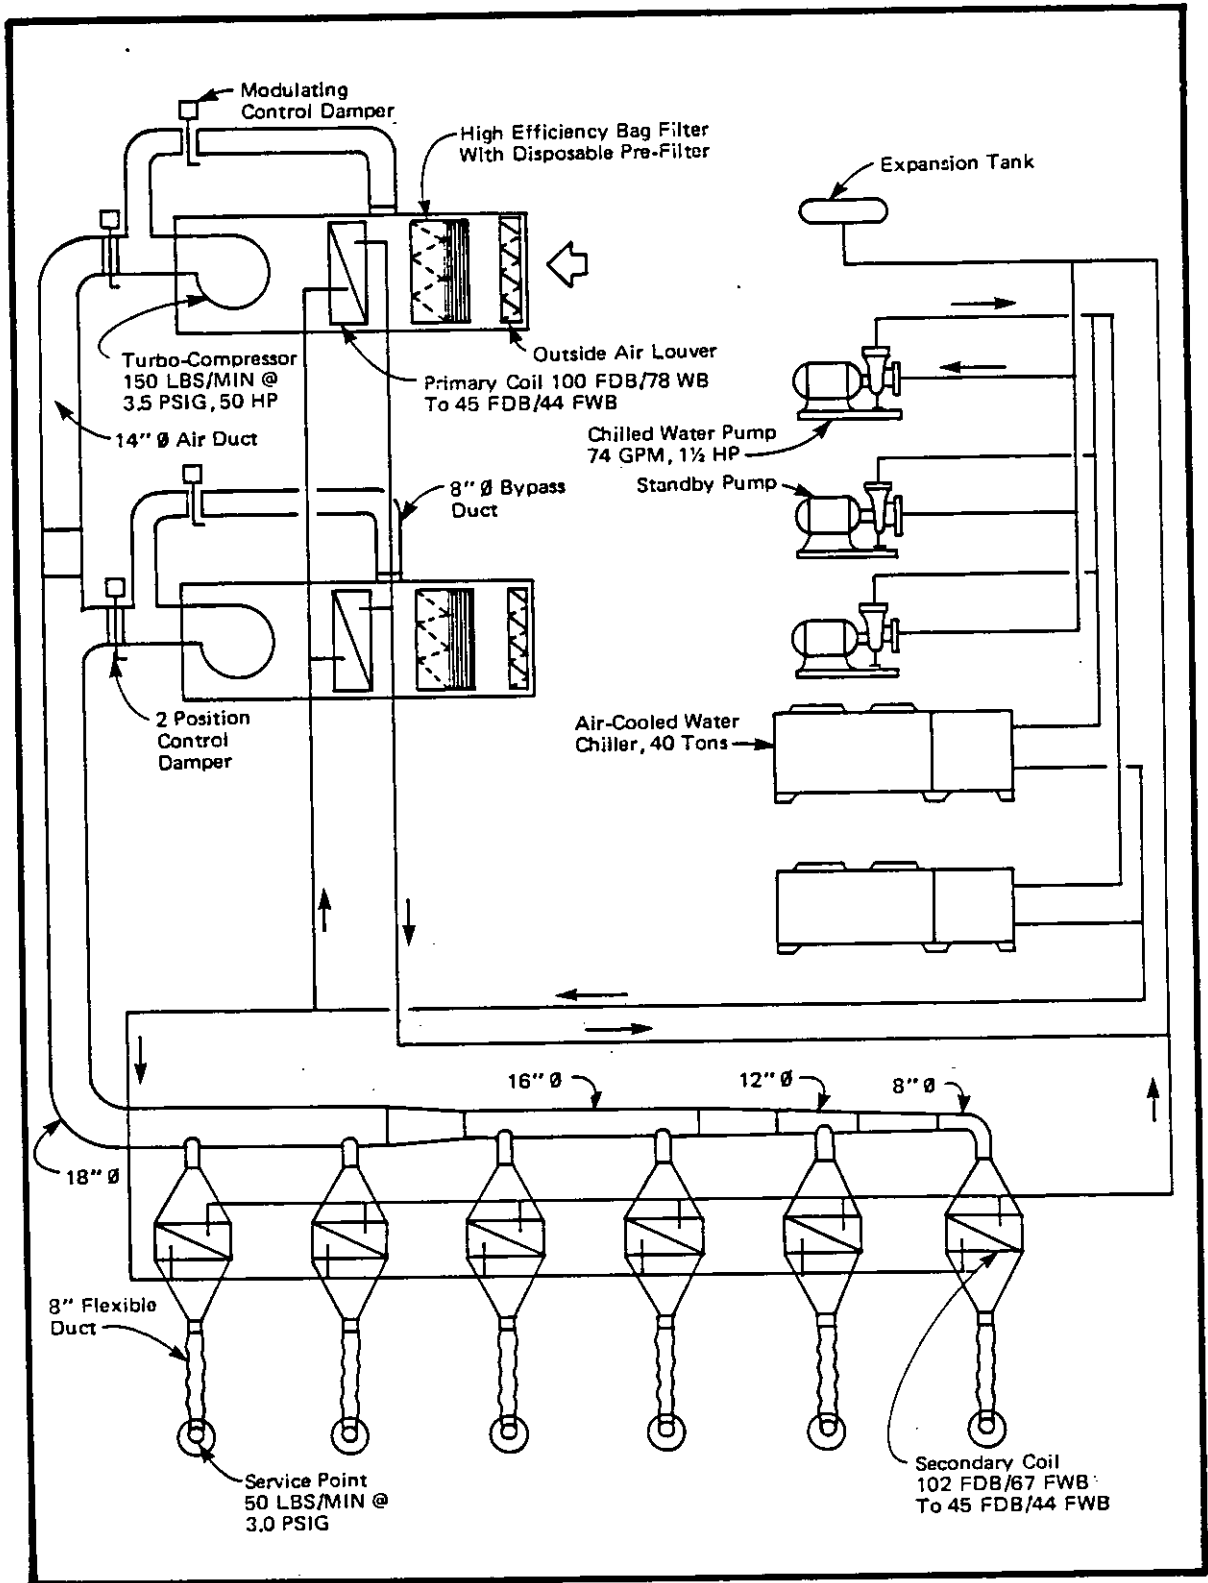 Modulating
Control Damper
High Efficiency Bag Filter
With Disposable Pre-Filter
Expansion Tank
Turbo-Compressor
150 LBS/MIN @
3.5 PSIG, 50 HP
Outside Air Louver
Primary Coil 100 FDB/78 WB
To 45 FDB/44 FWB
14" Ø Air Duct
Chilled Water Pump
74 GPM, 1½ HP
Standby Pump
8" Ø Bypass
Duct
2 Position
Control
Damper
Air-Cooled Water
Chiller, 40 Tons
16" Ø
12" Ø
8" Ø
18" Ø
8" Flexible
Duct
Service Point
50 LBS/MIN @
3.0 PSIG
Secondary Coil
102 FDB/67 FWB
To 45 FDB/44 FWB